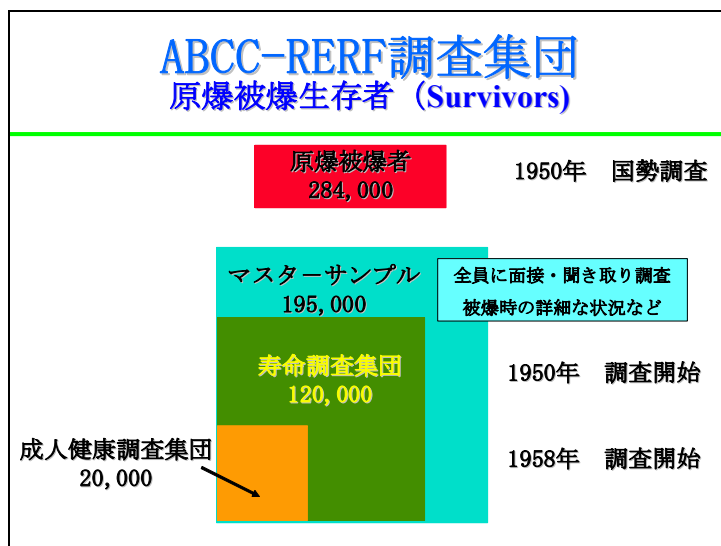 ABCC-RERF調査集団
原爆被爆生存者 (Survivors)
原爆被爆者
284,000
1950年 国勢調査
マスターサンプル
195,000
全員に面接・聞き取り調査
被爆時の詳細な状況など
寿命調査集団
120,000
1950年 調査開始
成人健康調査集団
20,000
1958年 調査開始